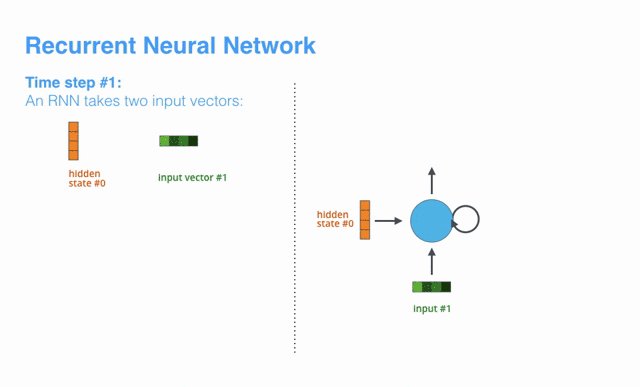 Recurrent Neural Network
Time step #1:
An RNN takes two input vectors:
hidden
state #0
input vector #1
hidden
state #0
input #1